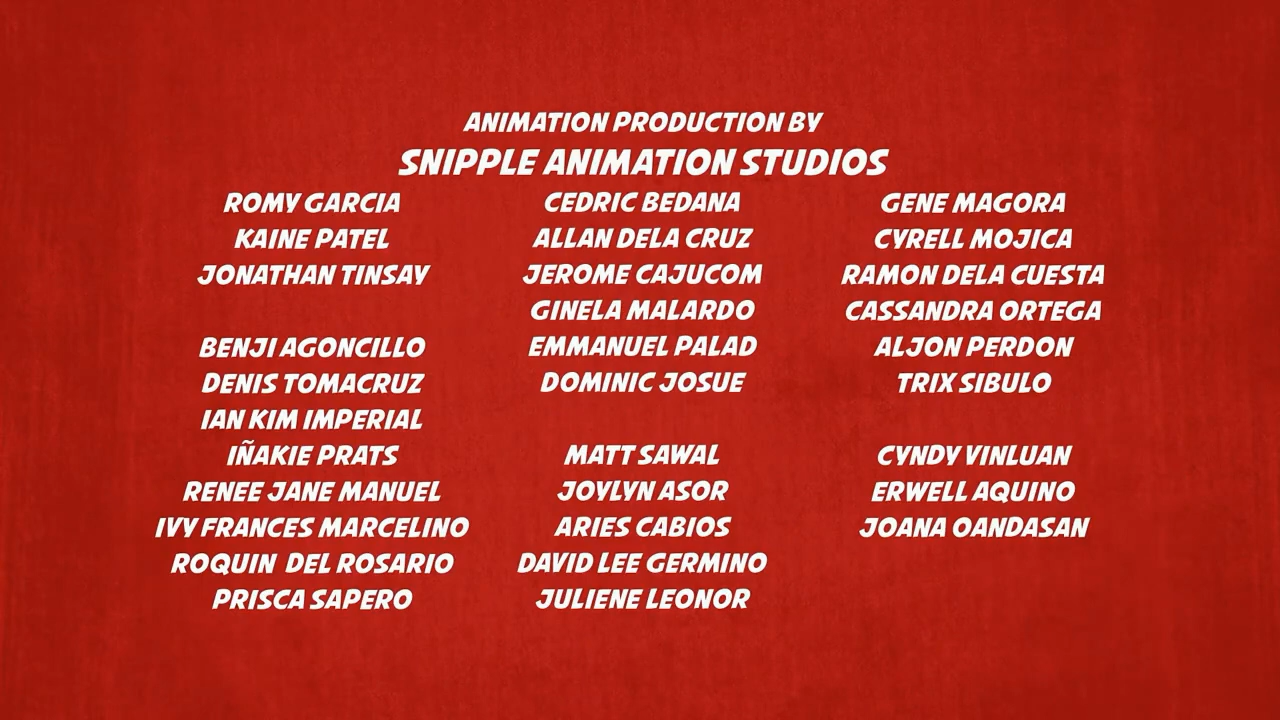 ANIMATION PRODUCTION BY
SNIPPLE ANIMATION STUDIOS
ROMY GARCIA CEDRIC BEDANA GENE MAGORA
KAINE PATEL ALLAN DELA CRUZ CYRELL MOJICA
JONATHAN TINSAY JEROME CAJUCOM RAMON DELA CUESTA
GINELA MALARDO CASSANDRA ORTEGA
BENJI AGONCILLO EMMANUEL PALAD ALJON PERDON
DENIS TOMACRUZ DOMINIC JOSUE TRIX SIBULO
IAN KIM IMPERIAL
IÑAKIE PRATS MATT SAWAL CYNDY VINLUAN
RENEE JANE MANUEL JOYLYN ASOR ERWELL AQUINO
IVY FRANCES MARCELINO ARIES CABIOS JOANA OANDASAN
ROQUIN DEL ROSARIO DAVID LEE GERMINO
PRISCA SAPERO JULIENE LEONOR